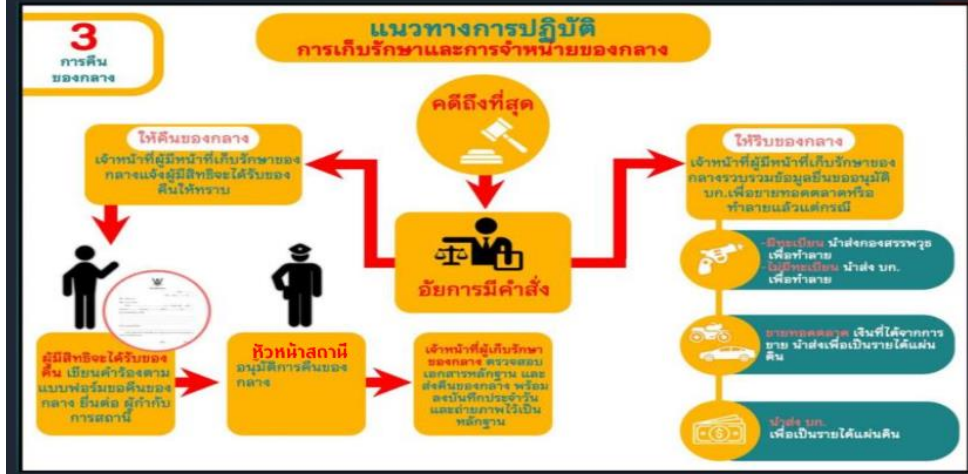 3
การคืน
ของกลาง
แนวทางการปฏิบัติ
การเก็บรักษาและการจำหน่ายของกลาง
คดีถึงที่สุด
ให้คืนของกลาง
เจ้าหน้าที่ผู้มีหน้าที่เก็บรักษาของ
กลางแจ้งผู้มีสิทธิจะได้รับของ
คืนให้ทราบ
อัยการมีคำสั่ง
ให้ริบของกลาง
เจ้าหน้าที่ผู้มีหน้าที่เก็บรักษาของ
กลางรวบรวมข้อมูลยื่นขออนุมัติ
บก.เพื่อขายทอดตลาดหรือ
ทำลายแล้วแต่กรณี
-มีทะเบียน นำส่งกองสรรพวุธ
เพื่อทำลาย
-ไม่มีทะเบียน นำส่ง บก.
เพื่อทำลาย
ขายทอดตลาด เงินที่ได้จากการ
ขาย นำส่งเพื่อเป็นรายได้แผ่น
ดิน
นำส่ง บก.
เพื่อเป็นรายได้แผ่นดิน
ผู้มีสิทธิจะได้รับของ
คืน เขียนคำร้องตาม
แบบฟอร์มขอคืนของ
กลาง ยื่นต่อ ผู้กำกับ
การสถานี
หัวหน้าสถานี
อนุมัติการคืนของ
กลาง
เจ้าหน้าที่ผู้เก็บรักษา
ของกลาง ตรวจสอบ
เอกสารหลักฐาน และ
ส่งคืนของกลาง พร้อม
ลงบันทึกประจำวัน
และถ่ายภาพไว้เป็น
หลักฐาน